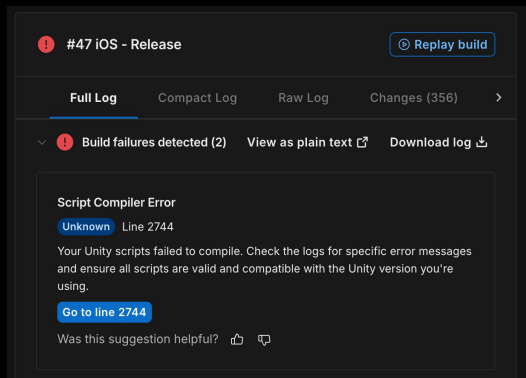 #47 iOS - Release
Replay build
Full Log
Compact Log
Raw Log
Changes (356)
Build failures detected (2)
View as plain text
Download log
Script Compiler Error
Unknown
Line 2744
Your Unity scripts failed to compile. Check the logs for specific error messages
and ensure all scripts are valid and compatible with the Unity version you're
using.
Go to line 2744
Was this suggestion helpful?